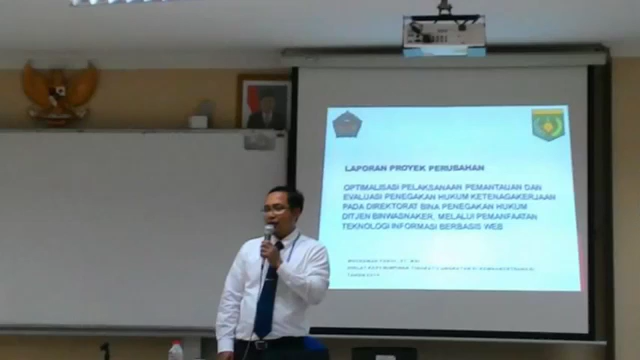 LAPORAN PROYEK PERUBAHAN
OPTIMALISASI PELAKSANAAN PEMANTAUAN DAN
EVALUASI PENEGAKAN HUKUM KETENAGAKERJAAN
PADA DIREKTORAT BINA PENEGAKAN HUKUM
DITJEN BINWASNAKER, MELALUI PEMANFAATAN
TEKNOLOGI INFORMASI BERBASIS WEB
TAHUN